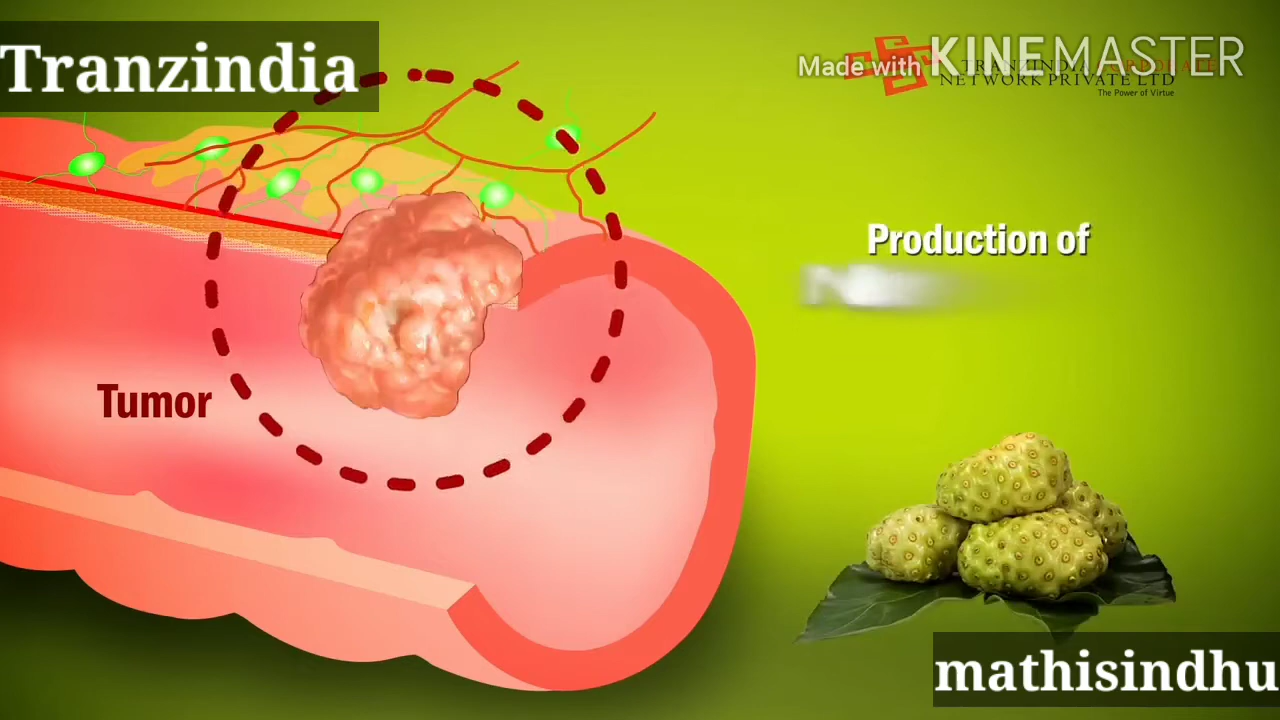 Tranzindia
Made with KINEMASTER
NETWORK PRIVATE LTD
The Power of Virtue
Production of
Tumor
mathisindhu